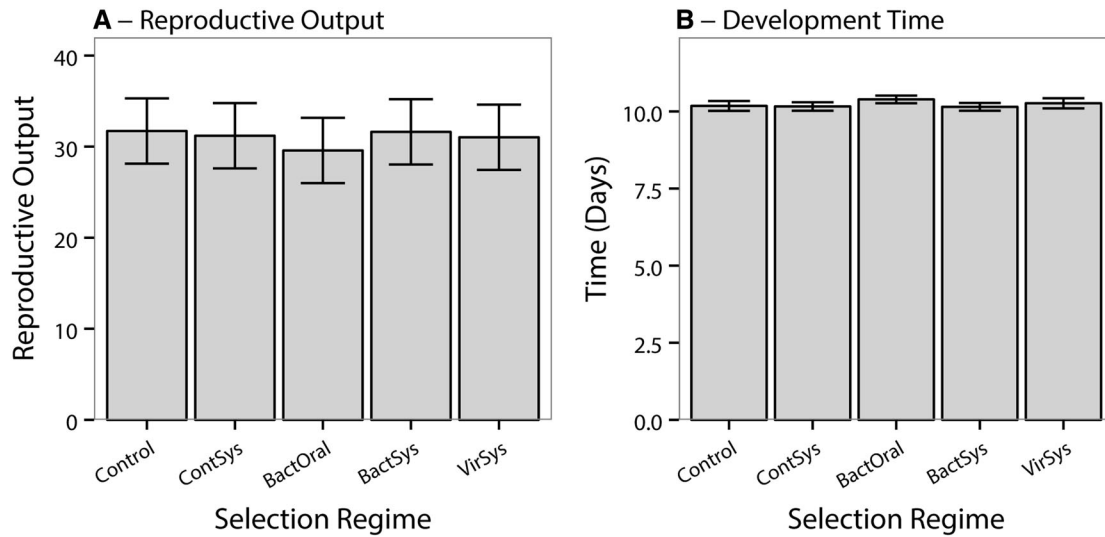 A – Reproductive Output
Reproductive Output
40
30
20
10
0
Control
ContSys
BactOral
BactSys
VirSys
Selection Regime
B – Development Time
Time (Days)
10.0
7.5
5.0
2.5
0.0
Control
ContSys
BactOral
BactSys
VirSys
Selection Regime